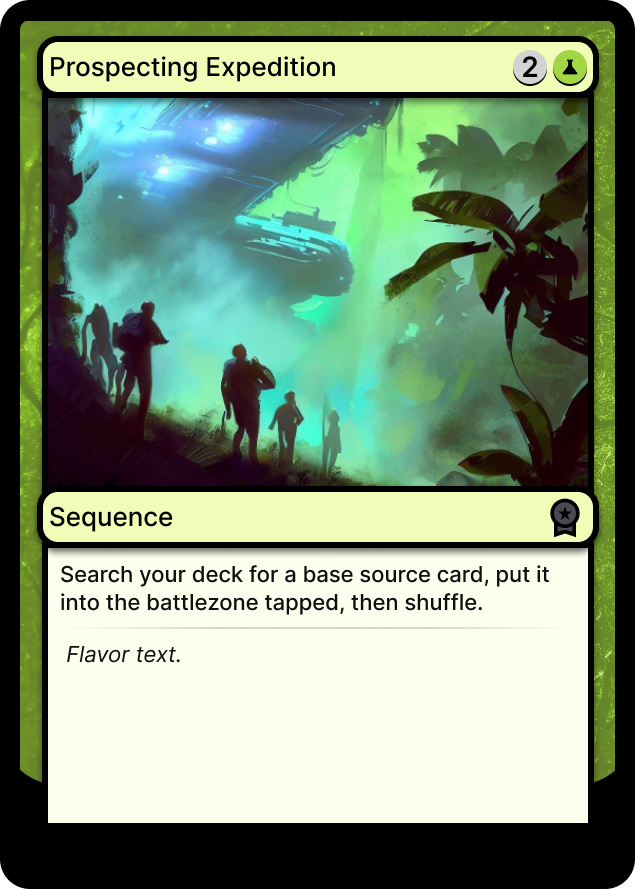 Prospecting Expedition 2
Sequence
Search your deck for a base source card, put it
into the battlezone tapped, then shuffle.
Flavor text.